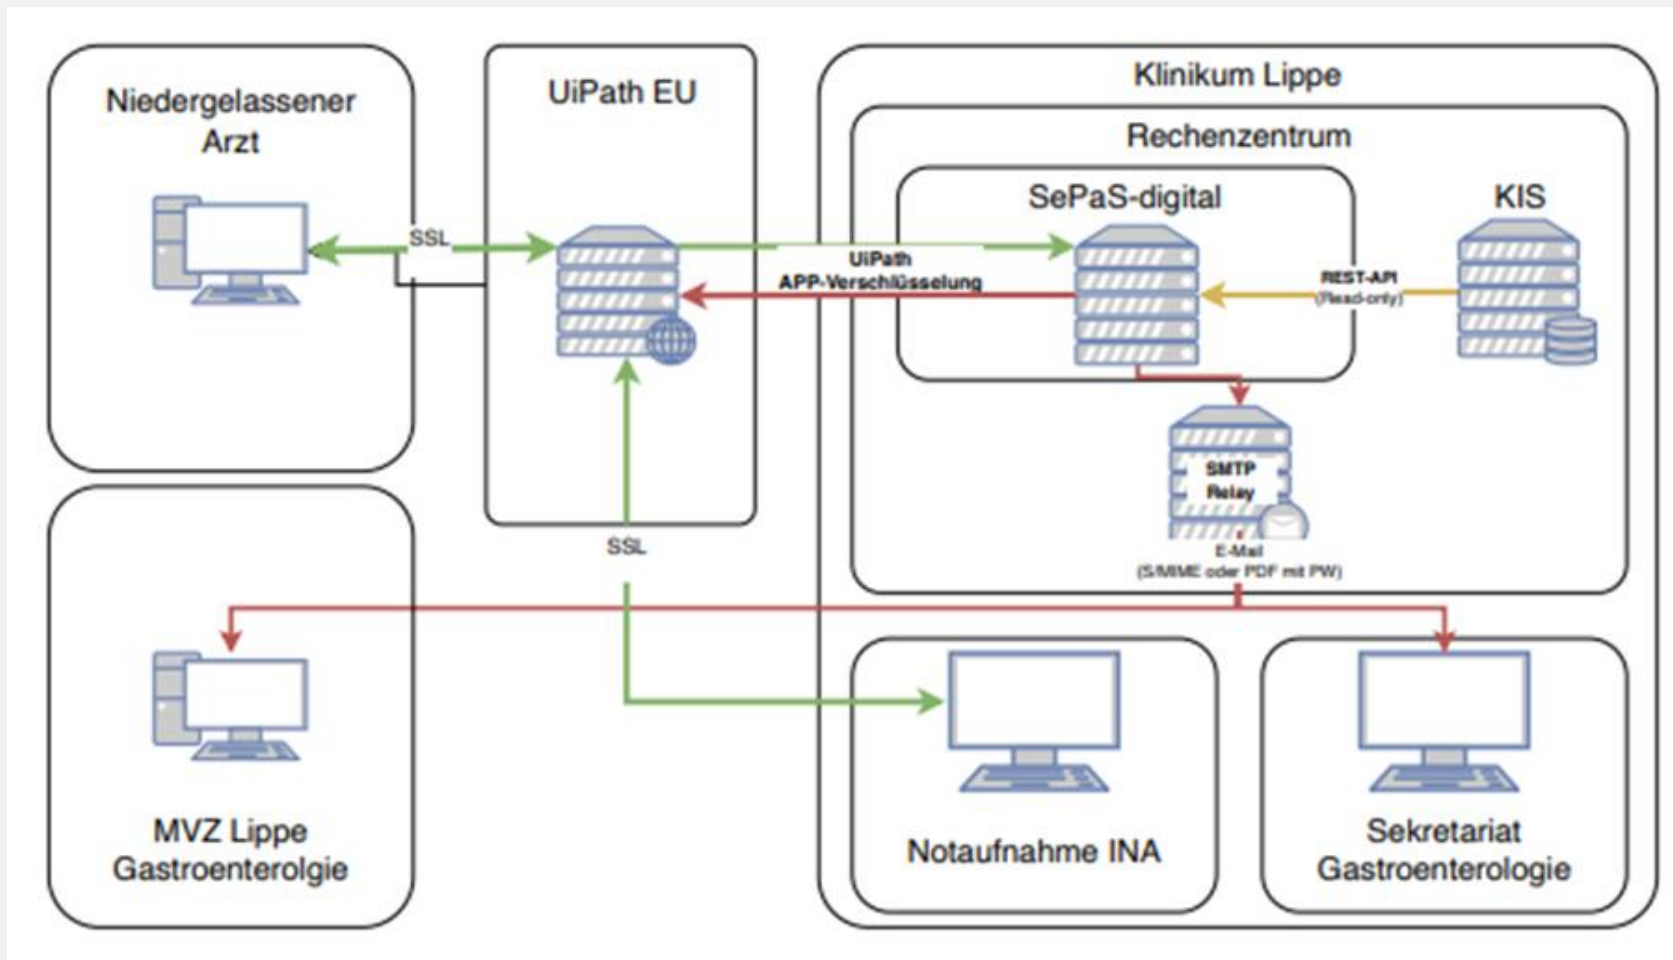 Niedergelassener
Arzt
SSL
UiPath EU
SSL
Klinikum Lippe
Rechenzentrum
SePaS-digital
KIS
UiPath
APP-Verschlüsselung
REST-API
(Read-only)
SMTP
Relay
E-Mail
(S/MIME oder PDF mit PW)
MVZ Lippe
Gastroenterolgie
Notaufnahme INA
Sekretariat
Gastroenterologie